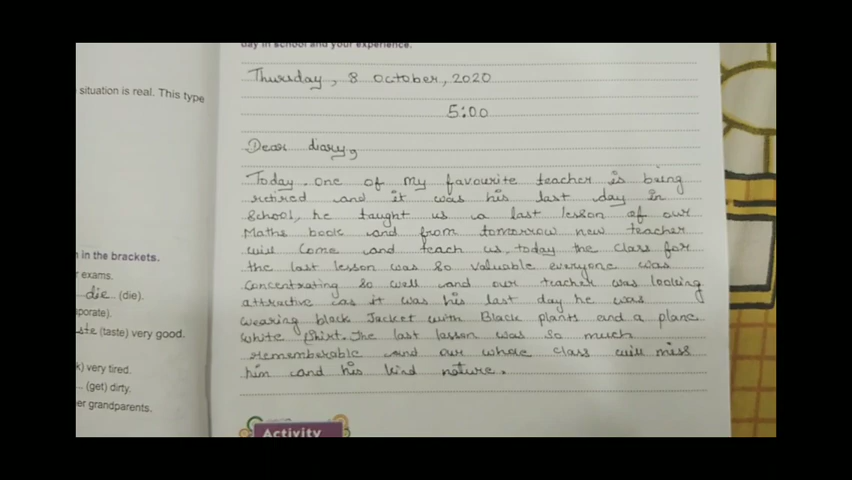 day in school and your experience.
Thursday, 8 October, 2020
5:00
Dear diary,
Today one of my favourite teacher is being
retired and it was his last day in
School, he taught us a last lesson of our
Maths book and from tomorrow new teacher
will come and teach us, today the class for
the last lesson was so valuable everyone was
concentrating so well and our teacher was looking
attractive as it was his last day he was
wearing black Jacket with Black plants and a plane
white shirt. The last lesson was so much
rememberable and our whole class will miss
him and his kind nature.
Activity
situation is real. This type
n in the brackets.
r exams.
die (die).
porate).
ste (taste) very good.
k) very tired.
(get) dirty.
er grandparents.